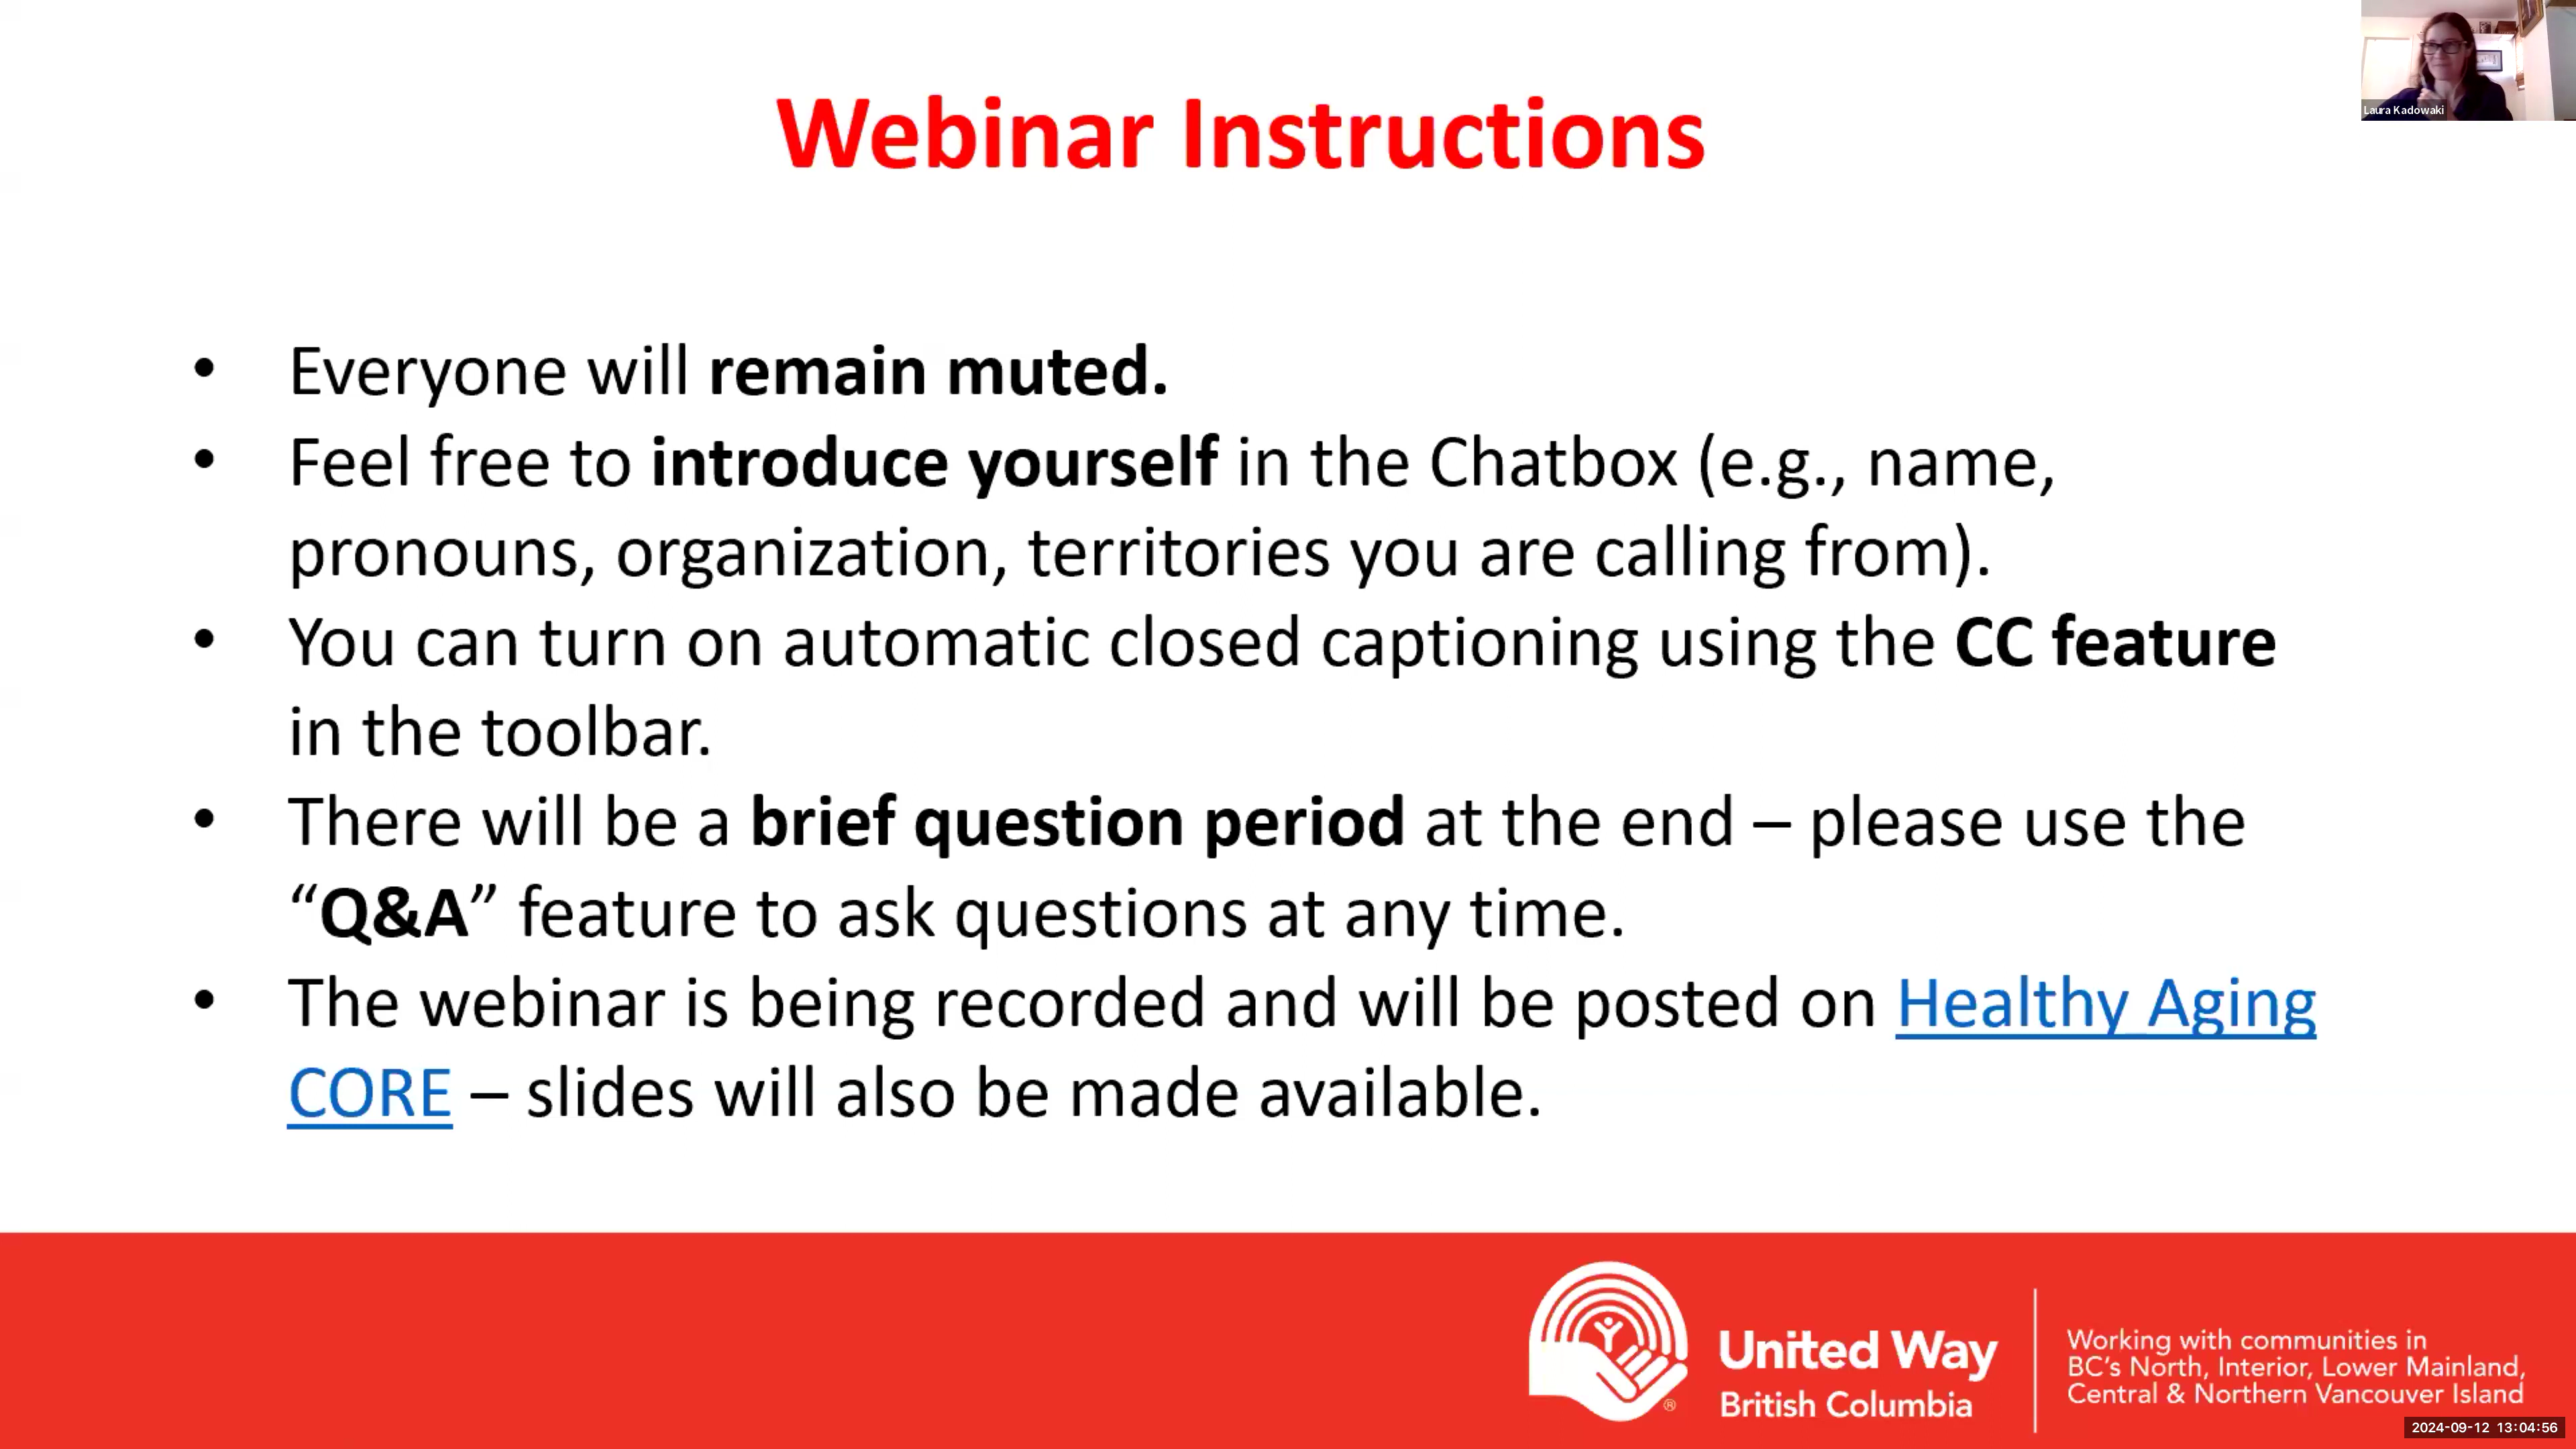 Webinar Instructions
Laura Kadowaki
• Everyone will remain muted.
• Feel free to introduce yourself in the Chatbox (e.g., name,
pronouns, organization, territories you are calling from).
• You can turn on automatic closed captioning using the CC feature
in the toolbar.
• There will be a brief question period at the end – please use the
“Q&A” feature to ask questions at any time.
• The webinar is being recorded and will be posted on Healthy Aging
CORE – slides will also be made available.
United Way
British Columbia
®
Working with communities in
BC’s North, Interior, Lower Mainland,
Central & Northern Vancouver Island
2024-09-12 13:04:56